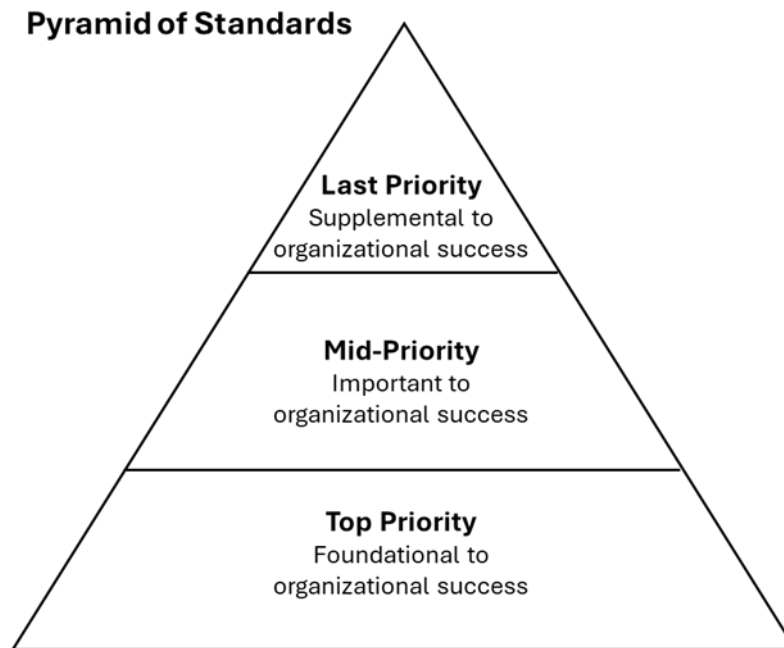 Pyramid of Standards
Last Priority
Supplemental to
organizational success
Mid-Priority
Important to
organizational success
Top Priority
Foundational to
organizational success